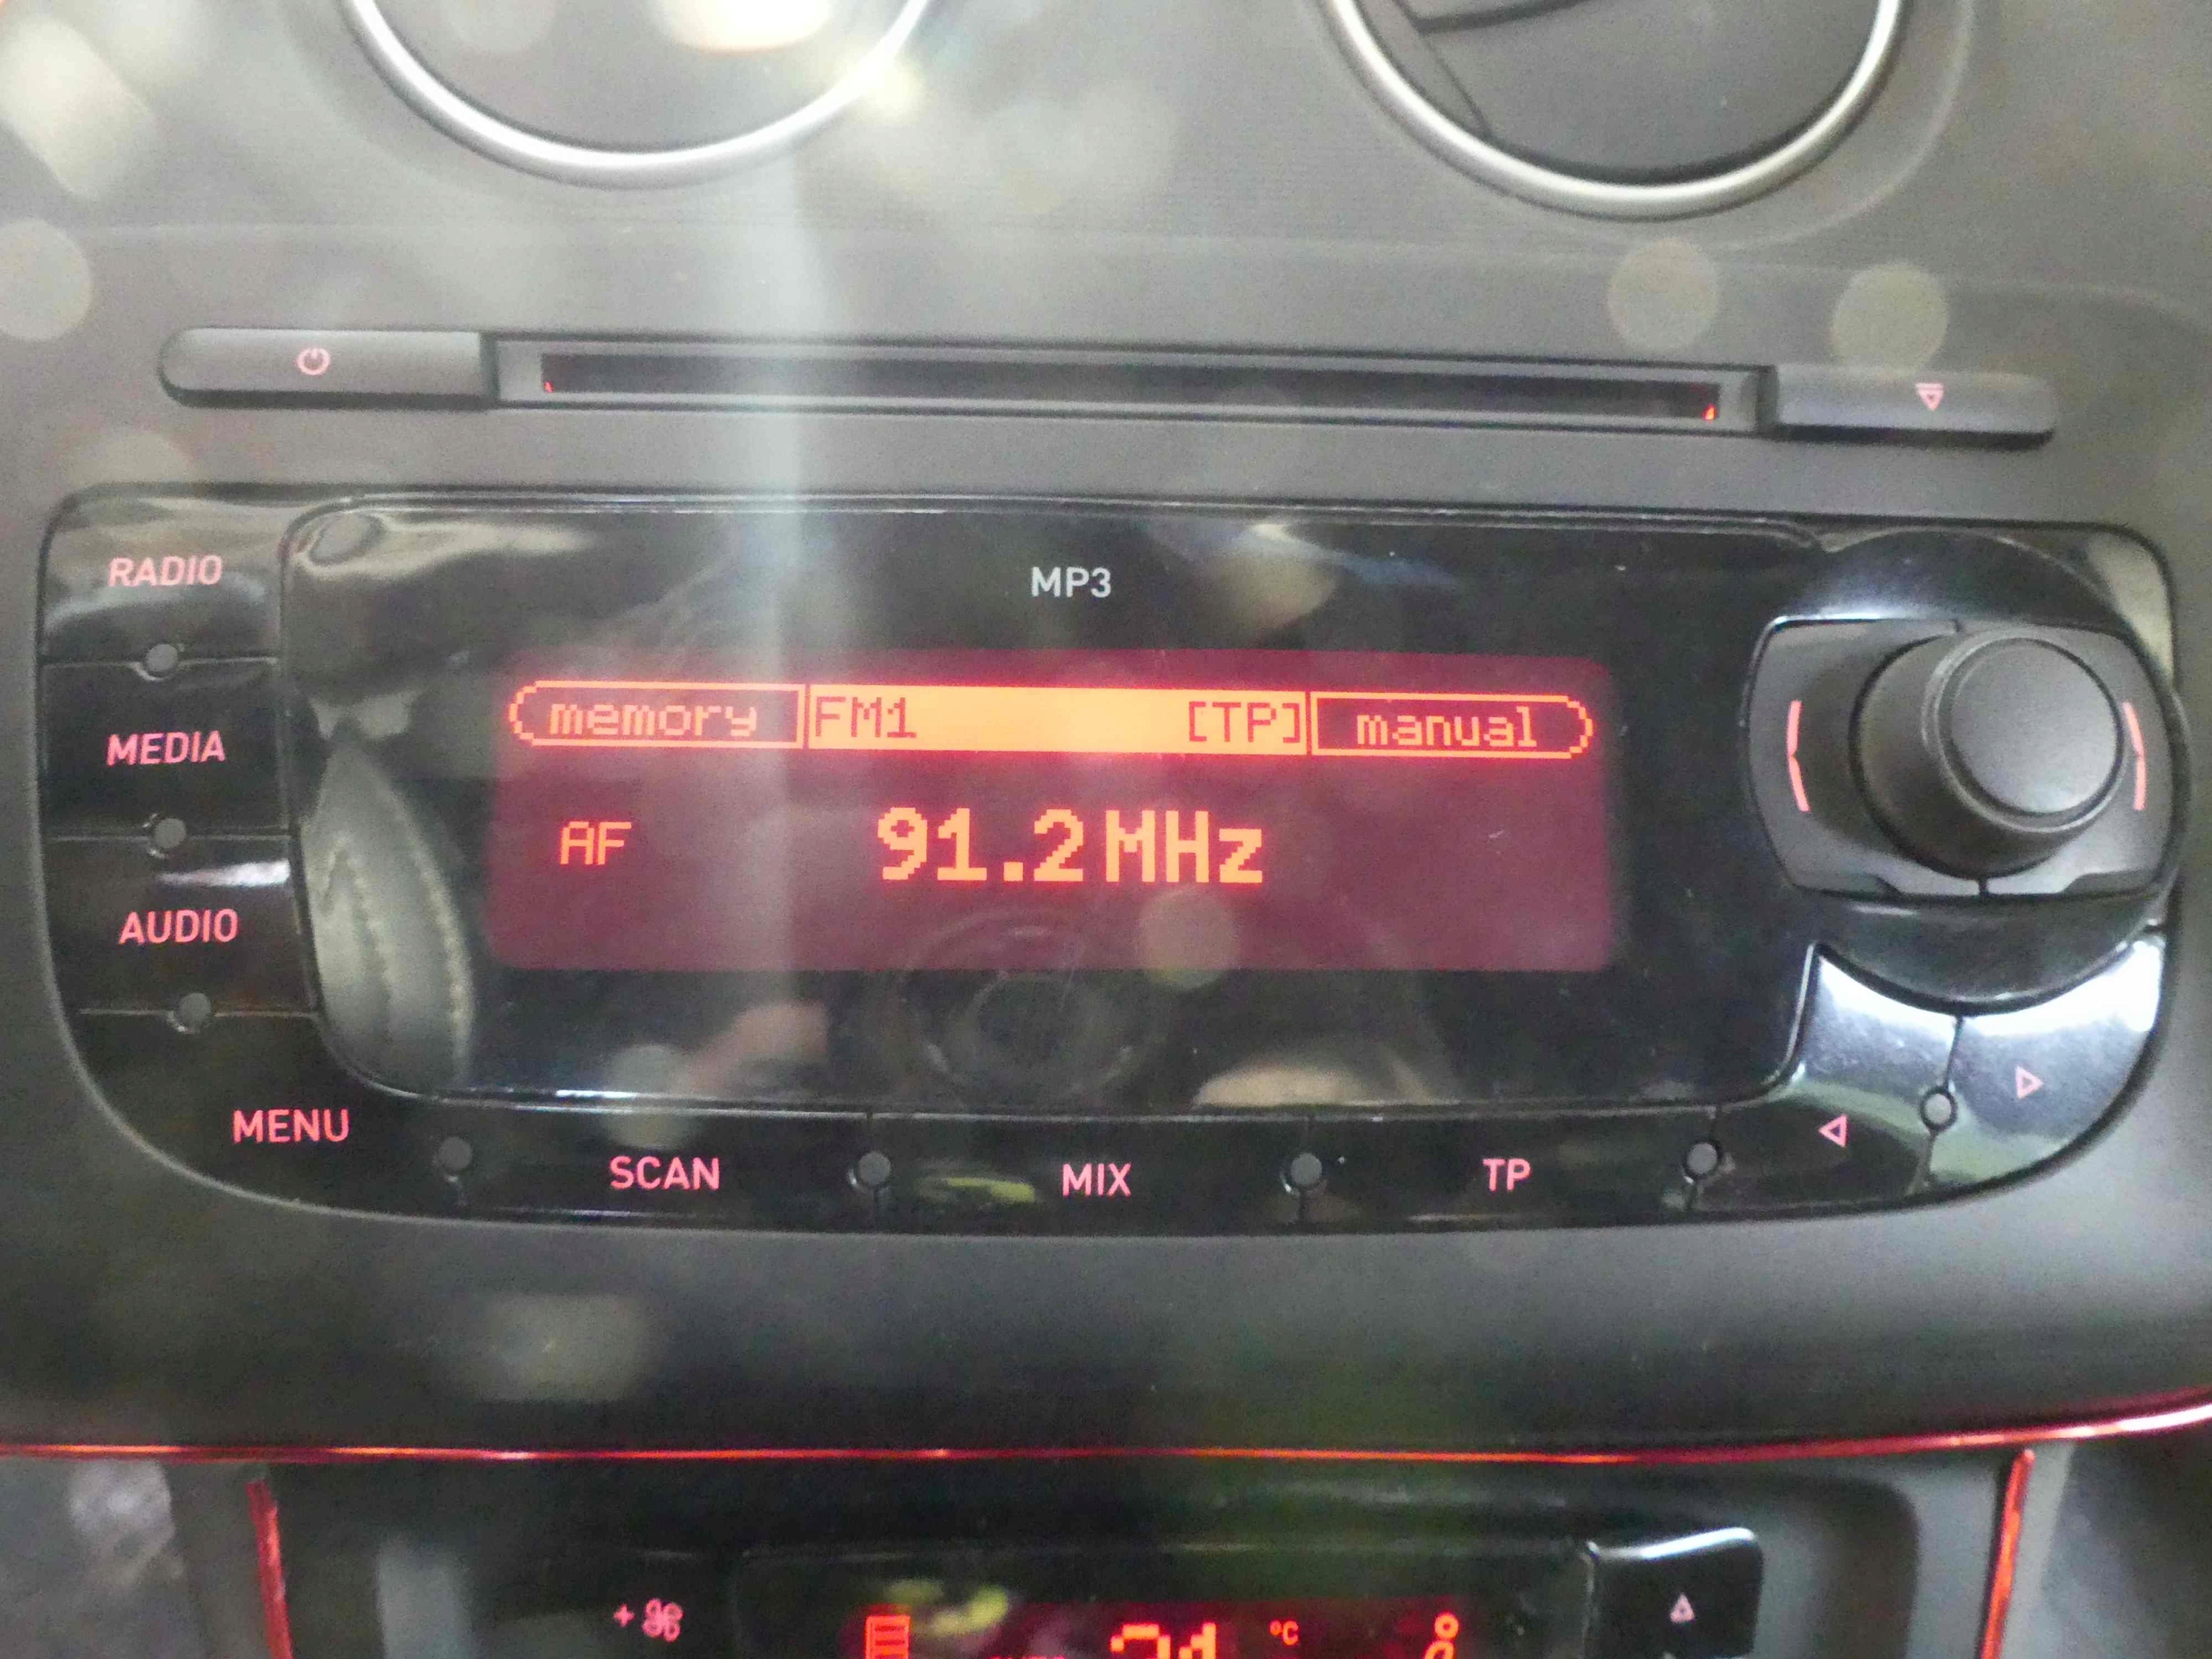 RADIO
MP3
memory FM1 [TP] manual
MEDIA
AF 91.2 MHz
AUDIO
MENU
SCAN MIX TP
+
°C